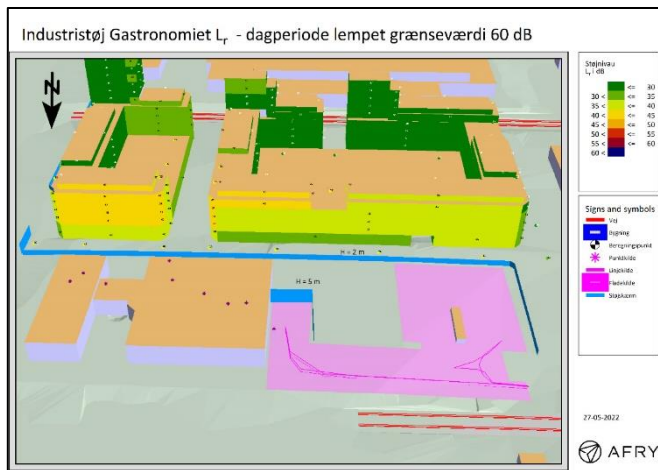 Industristøj Gastronomiet Lr - dagperiode lempet grænseværdi 60 dB
N
H = 2 m
H = 5 m
Støjniveau
Lr i dB
<= 30
30 < <= 35
35 < <= 40
40 < <= 45
45 < <= 50
50 < <= 55
55 < <= 60
60 <
Signs and symbols
Vej
Bygning
Beregningspunkt
Punktkilde
Linjekilde
Fladekilde
Støjskærm
27-05-2022
AFRY